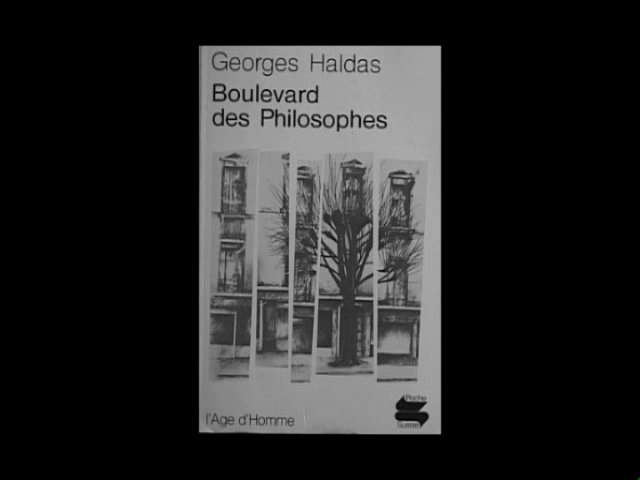 Georges Haldas
Boulevard
des Philosophes
l'Age d'Homme
Poche
Suisse